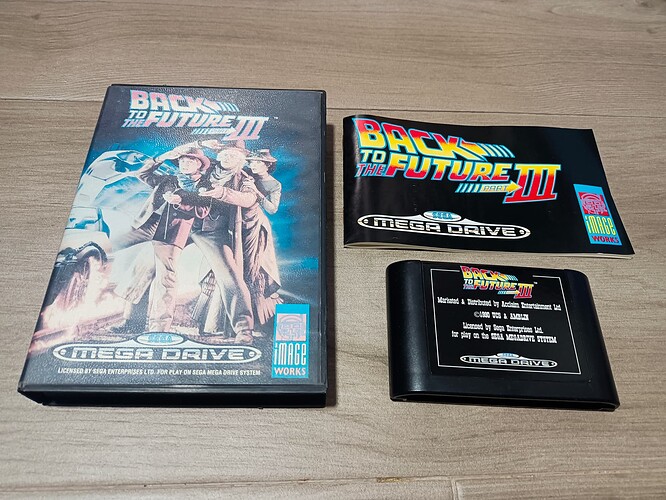 BACK
TO
THE FUTURE
PART III
SEGA
MEGA DRIVE
LICENSED BY SEGA ENTERPRISES LTD. FOR PLAY ON SEGA MEGA DRIVE SYSTEM
iMAGE
WORKS
BACK
TO
THE FUTURE
PART III
SEGA
MEGA DRIVE
iMAGE
WORKS
BACK
TO
THE FUTURE
PART III
Marketed & Distributed by Acclaim Entertainment Ltd
©1990 UCS & AMBLIN
Licensed by Sega Enterprises Ltd.
for play on the SEGA MEGADRIVE SYSTEM
SEGA
MEGA DRIVE